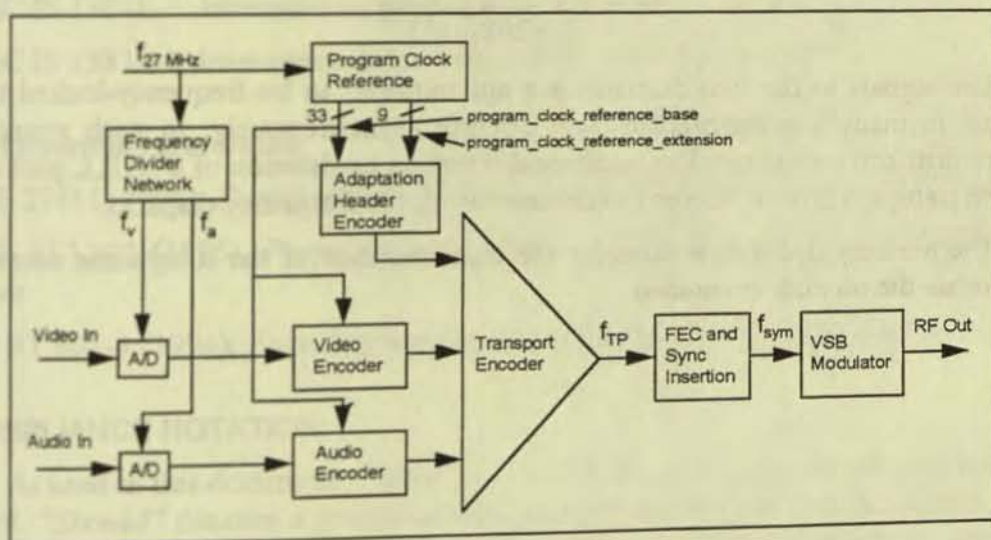 f27 MHz
Program Clock
Reference
33
9
program_clock_reference_base
program_clock_reference_extension
Frequency
Divider
Network
Adaptation
Header
Encoder
fv
fa
Video In
A/D
Video
Encoder
Transport
Encoder
fTP
FEC and
Sync
Insertion
fsym
VSB
Modulator
RF Out
Audio In
A/D
Audio
Encoder